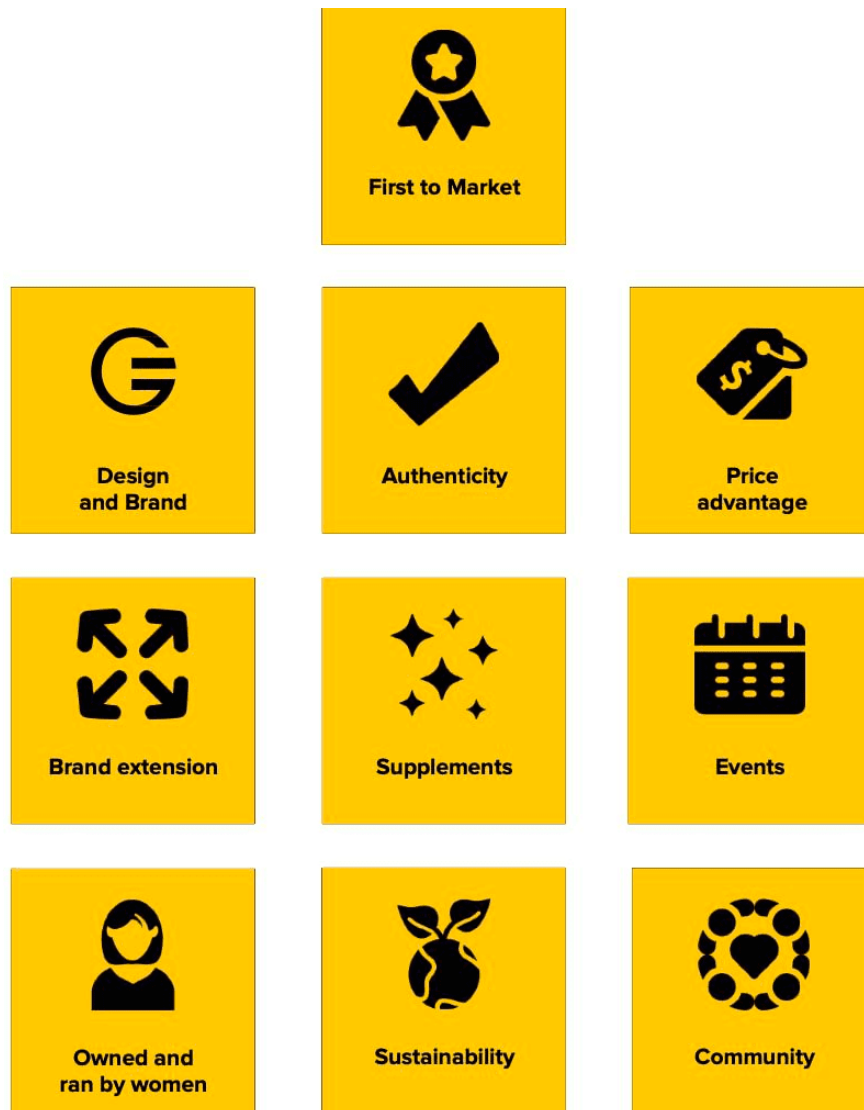 First to Market
Design
and Brand
Authenticity
Price
advantage
Brand extension
Supplements
Events
Owned and
ran by women
Sustainability
Community